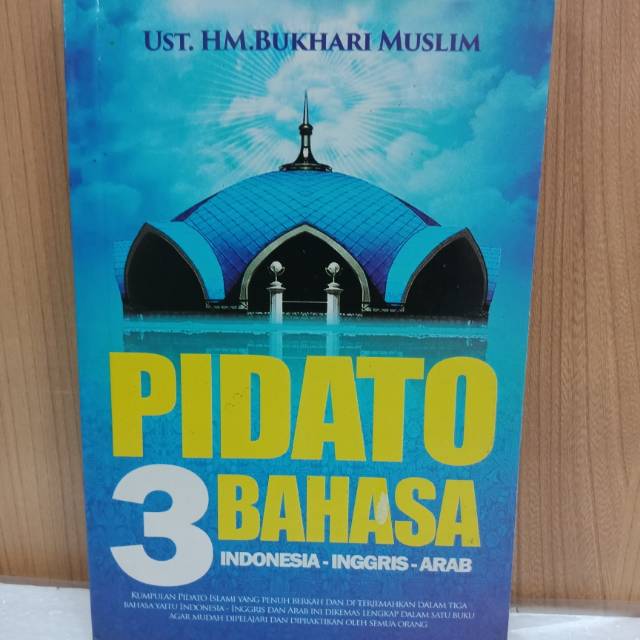 UST. HM.BUKHARI MUSLIM
PIDATO
3 BAHASA
INDONESIA - INGGRIS - ARAB
KUMPULAN PIDATO ISLAMI YANG PENUH BERKAH DAN DI TERJEMAHKAN DALAM TIGA
BAHASA YAITU INDONESIA - INGGRIS DAN ARAB INI DIKEMAS LENGKAP DALAM SATU BUKU
AGAR MUDAH DIPELAJARI DAN DIPRAKTIKAN OLEH SEMUA ORANG